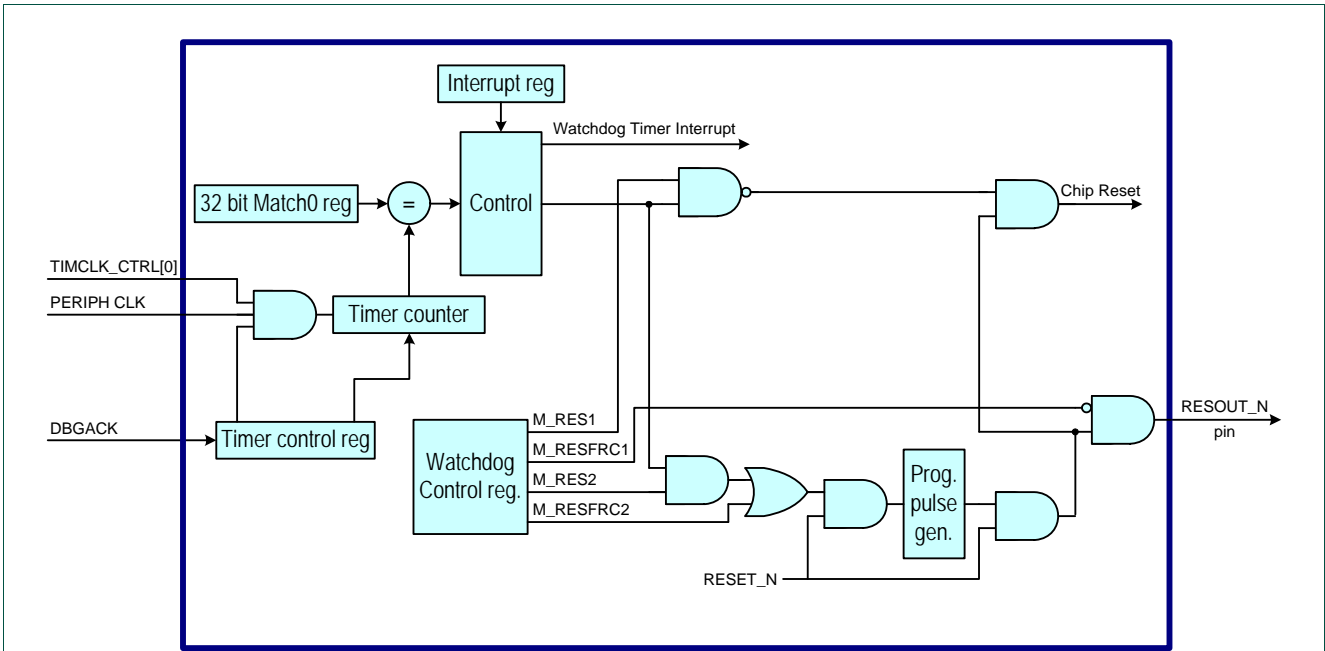 Interrupt reg
Watchdog Timer Interrupt
32 bit Match0 reg
=
Control
Chip Reset
TIMCLK_CTRL[0]
PERIPH CLK
Timer counter
DBGACK
Timer control reg
Watchdog
Control reg.
M_RES1
M_RESFRC1
M_RES2
M_RESFRC2
Prog.
pulse
gen.
RESOUT_N
pin
RESET_N